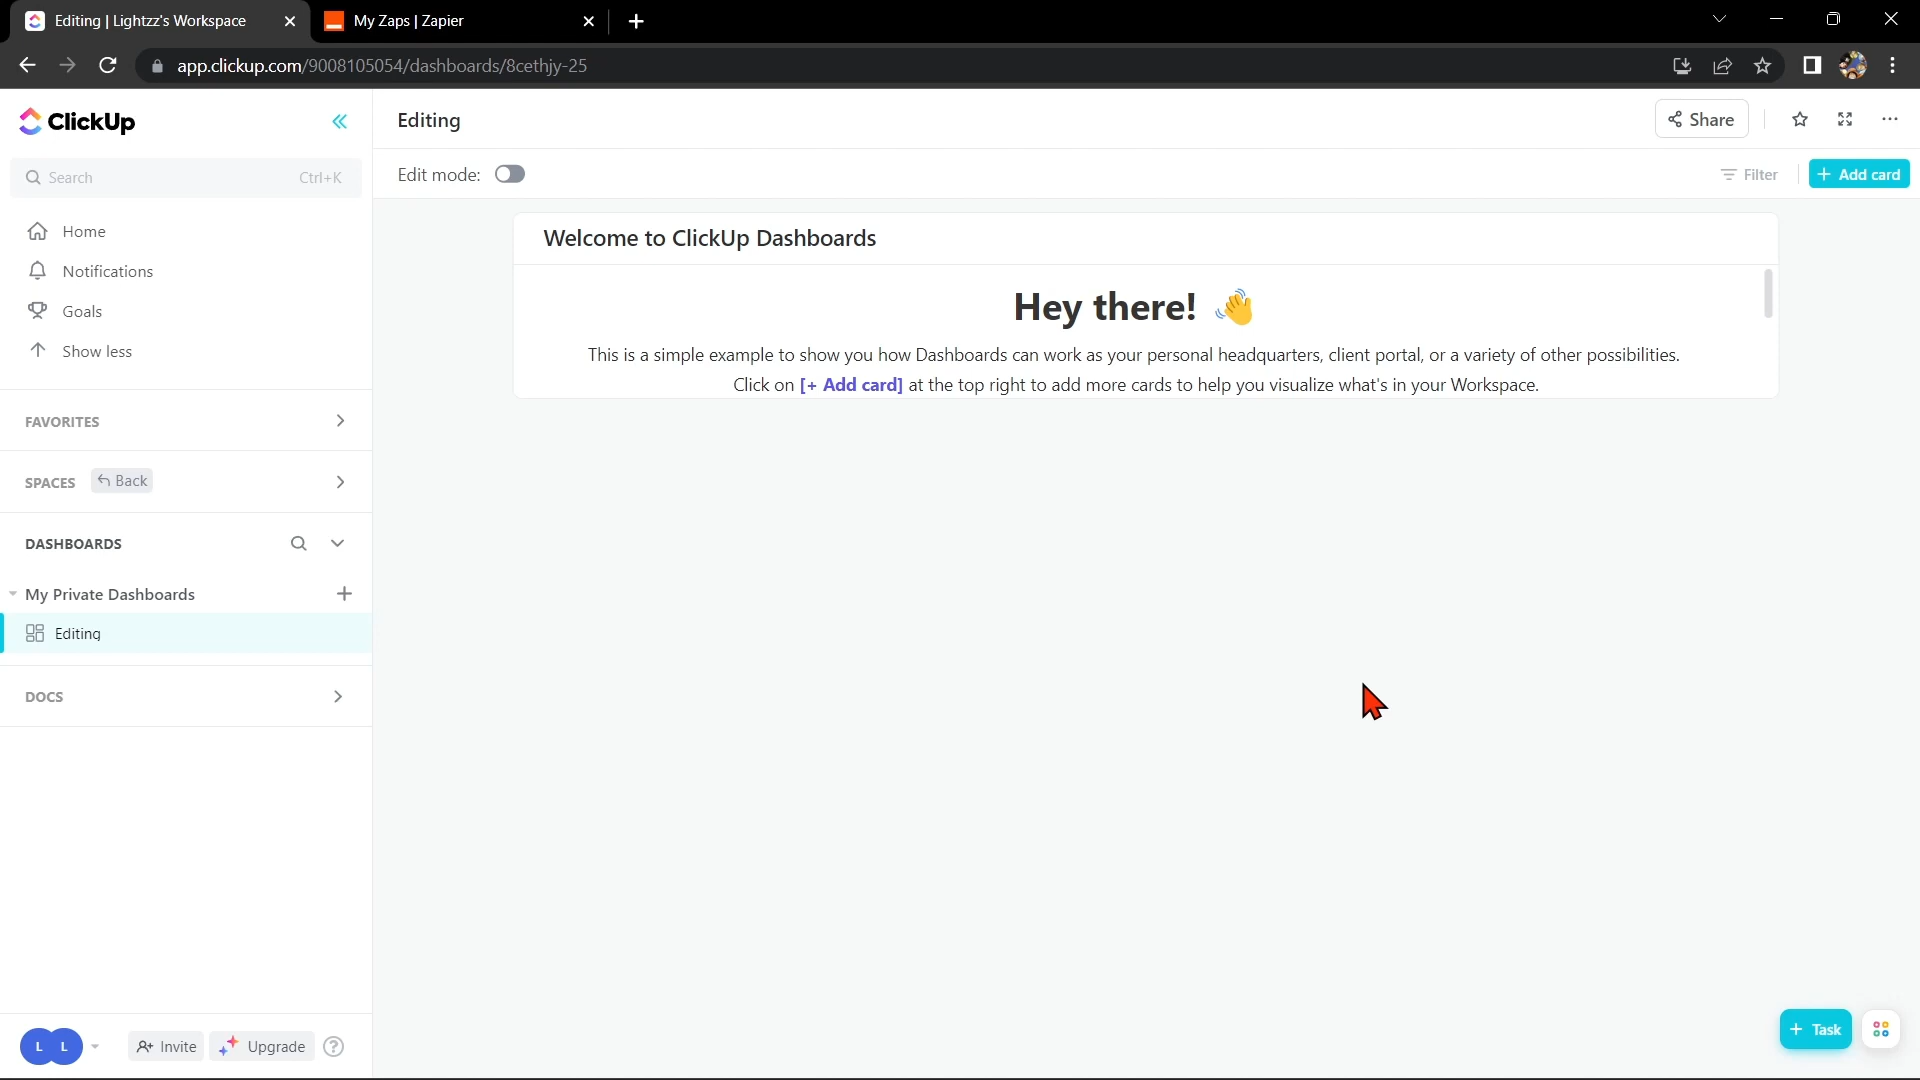 Editing | Lightzz's Workspace
My Zaps | Zapier
app.clickup.com/9008105054/dashboards/8cethjy-25
ClickUp
Search
Ctrl+K
Home
Notifications
Goals
Show less
FAVORITES
SPACES
Back
DASHBOARDS
My Private Dashboards
Editing
DOCS
L
L
Invite
Upgrade
?
Editing
Share
Edit mode:
Filter
+ Add card
Welcome to ClickUp Dashboards
Hey there! 👋
This is a simple example to show you how Dashboards can work as your personal headquarters, client portal, or a variety of other possibilities.
Click on [+ Add card] at the top right to add more cards to help you visualize what's in your Workspace.
+ Task